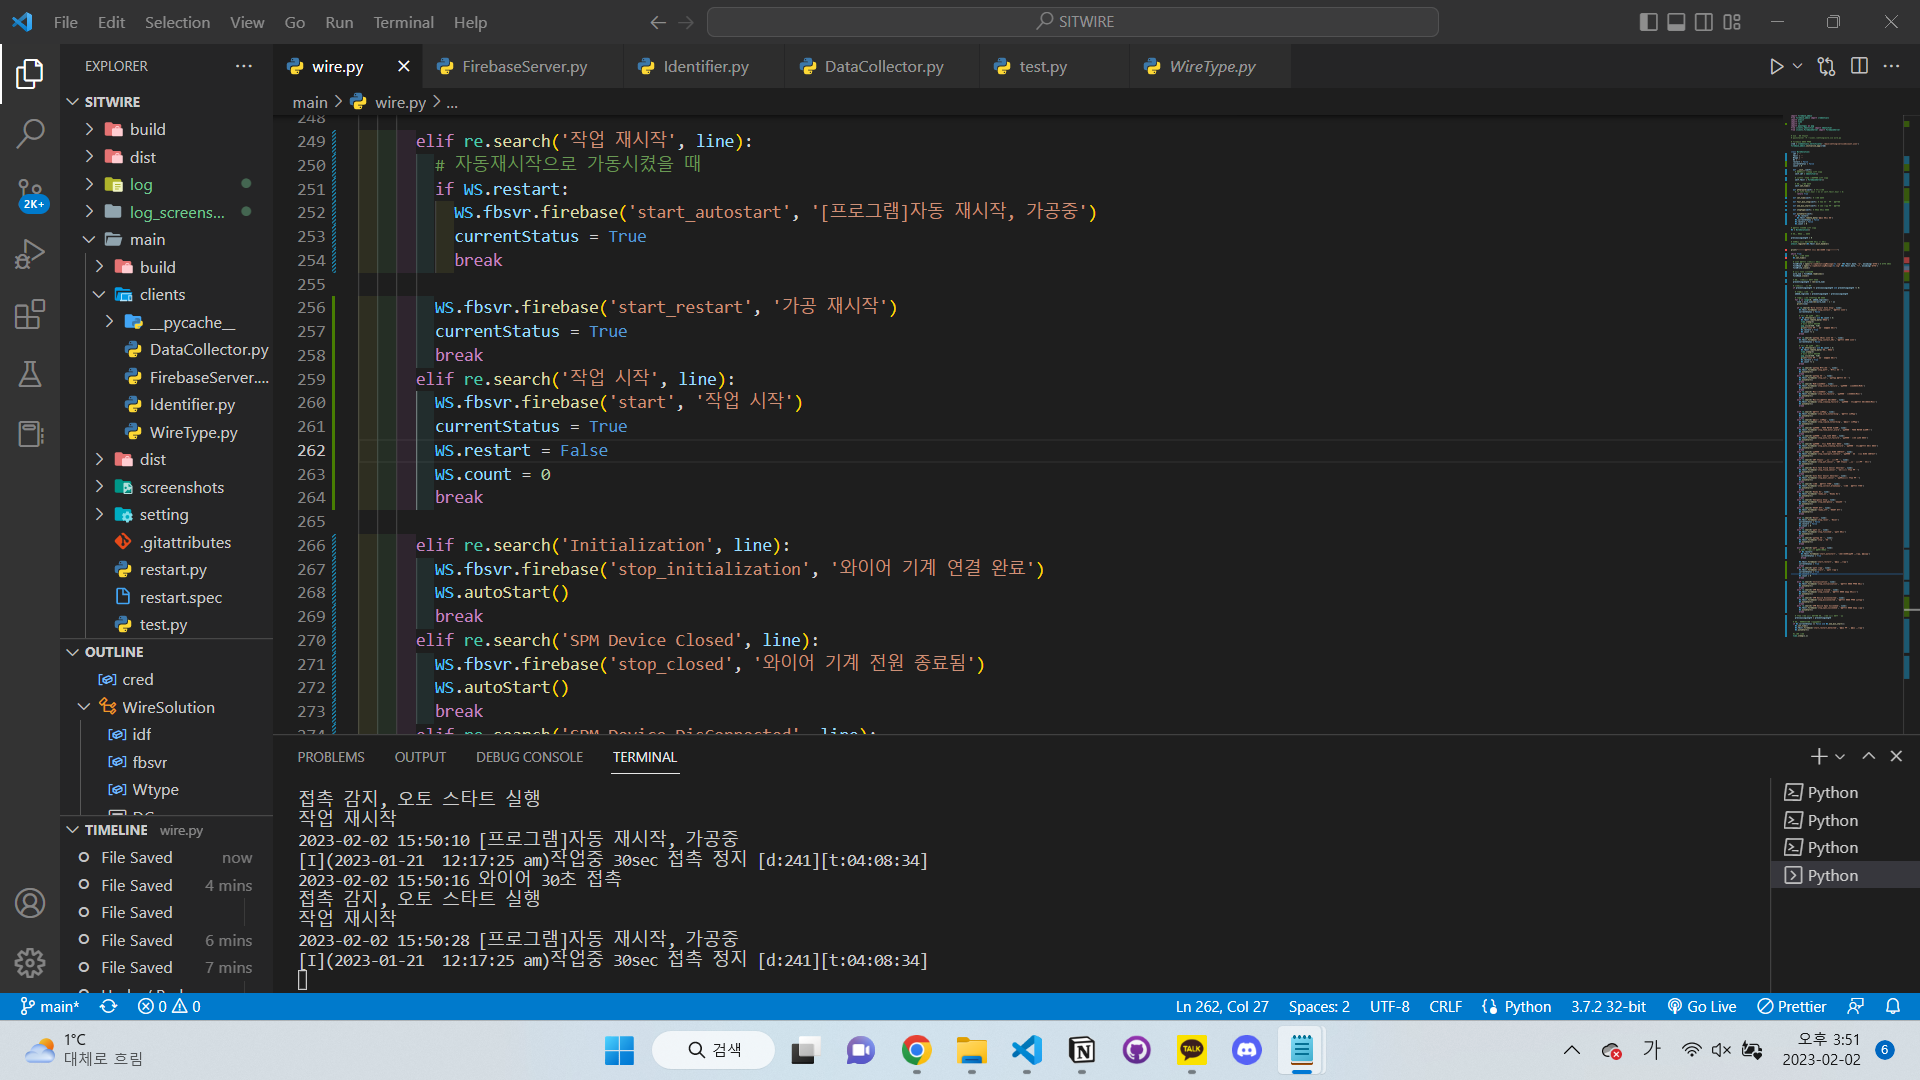 File Edit Selection View Go Run Terminal Help
SITWIRE
EXPLORER
SITWIRE
build
dist
log
log_screens...
main
build
clients
__pycache__
DataCollector.py
FirebaseServer....
Identifier.py
WireType.py
dist
screenshots
setting
.gitattributes
restart.py
restart.spec
test.py
2K+
OUTLINE
cred
WireSolution
idf
fbsvr
Wtype
TIMELINE wire.py
File Saved now
File Saved 4 mins
File Saved
File Saved 6 mins
File Saved 7 mins
wire.py FirebaseServer.py Identifier.py DataCollector.py test.py WireType.py
main > wire.py > ...
248
249 elif re.search('작업 재시작', line):
250 # 자동재시작으로 가동시켰을 때
251 if WS.restart:
252 WS.fbsvr.firebase('start_autostart', '[프로그램]자동 재시작, 가공중')
253 currentStatus = True
254 break
255
256 WS.fbsvr.firebase('start_restart', '가공 재시작')
257 currentStatus = True
258 break
259 elif re.search('작업 시작', line):
260 WS.fbsvr.firebase('start', '작업 시작')
261 currentStatus = True
262 WS.restart = False
263 WS.count = 0
264 break
265
266 elif re.search('Initialization', line):
267 WS.fbsvr.firebase('stop_initialization', '와이어 기계 연결 완료')
268 WS.autoStart()
269 break
270 elif re.search('SPM Device Closed', line):
271 WS.fbsvr.firebase('stop_closed', '와이어 기계 전원 종료됨')
272 WS.autoStart()
273 break
274 elif re.search('SPM Device DisConnected', line):
PROBLEMS OUTPUT DEBUG CONSOLE TERMINAL
접촉 감지, 오토 스타트 실행
작업 재시작
2023-02-02 15:50:10 [프로그램]자동 재시작, 가공중
[I](2023-01-21  12:17:25 am)작업중 30sec 접촉 정지 [d:241][t:04:08:34]
2023-02-02 15:50:16 와이어 30초 접촉
접촉 감지, 오토 스타트 실행
작업 재시작
2023-02-02 15:50:28 [프로그램]자동 재시작, 가공중
[I](2023-01-21  12:17:25 am)작업중 30sec 접촉 정지 [d:241][t:04:08:34]
Python
Python
Python
Python
main* 0 0 Ln 262, Col 27 Spaces: 2 UTF-8 CRLF Python 3.7.2 32-bit Go Live Prettier
1°C
대체로 흐림
검색
TALK
가
오후 3:51
2023-02-02
6